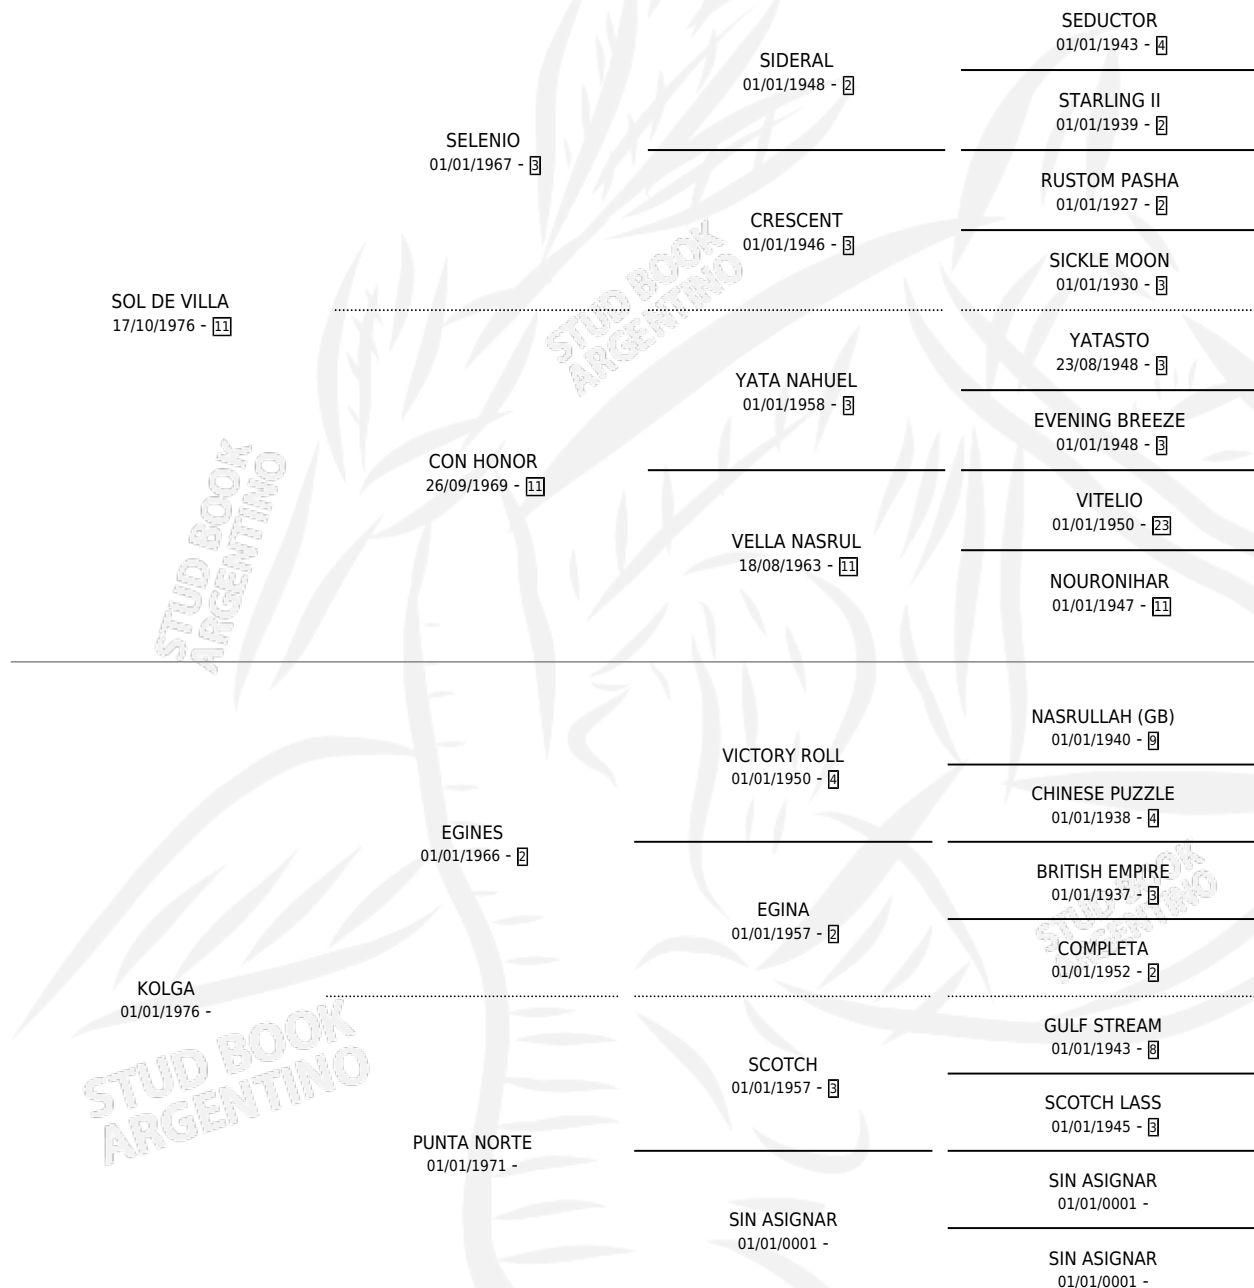 SEDUCTOR
01/01/1943 - 4
SIDERAL
01/01/1948 - 2
STARLING II
01/01/1939 - 2
SELENIO
01/01/1967 - 3
RUSTOM PASHA
01/01/1927 - 2
CRESCENT
01/01/1946 - 3
SICKLE MOON
01/01/1930 - 3
SOL DE VILLA
17/10/1976 - 11
YATASTO
23/08/1948 - 3
YATA NAHUEL
01/01/1958 - 3
EVENING BREEZE
01/01/1948 - 3
CON HONOR
26/09/1969 - 11
VITELIO
01/01/1950 - 23
VELLA NASRUL
18/08/1963 - 11
NOURONIHAR
01/01/1947 - 11
NASRULLAH (GB)
01/01/1940 - 9
VICTORY ROLL
01/01/1950 - 4
CHINESE PUZZLE
01/01/1938 - 4
EGINES
01/01/1966 - 2
BRITISH EMPIRE
01/01/1937 - 3
EGINA
01/01/1957 - 2
COMPLETA
01/01/1952 - 2
KOLGA
01/01/1976 -
GULF STREAM
01/01/1943 - 8
SCOTCH
01/01/1957 - 3
SCOTCH LASS
01/01/1945 - 3
PUNTA NORTE
01/01/1971 -
SIN ASIGNAR
01/01/0001 -
SIN ASIGNAR
01/01/0001 -
SIN ASIGNAR
01/01/0001 -
STUD BOOK
ARGENTINO
STUD BOOK
ARGENTINO
STUD BOOK
ARGENTINO
STUD BOOK
ARGENTINO